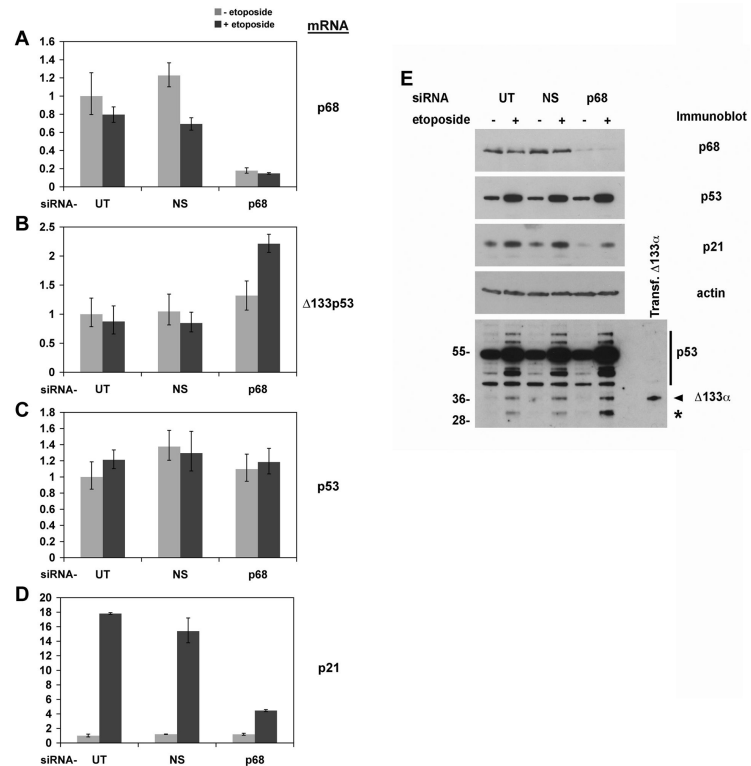 - etoposide
+ etoposide
mRNA
A
1.6
1.4
1.2
1
0.8
0.6
0.4
0.2
0
p68
siRNA- UT NS p68
B
2.5
2
1.5
1
0.5
0
Δ133p53
siRNA- UT NS p68
C
1.8
1.6
1.4
1.2
1
0.8
0.6
0.4
0.2
0
p53
siRNA- UT NS p68
D
20
18
16
14
12
10
8
6
4
2
0
p21
siRNA- UT NS p68
E
siRNA UT NS p68
etoposide - + - + - + Immunoblot
p68
p53
p21
actin
Transf. Δ133α
55-
36-
28-
p53
Δ133α
*